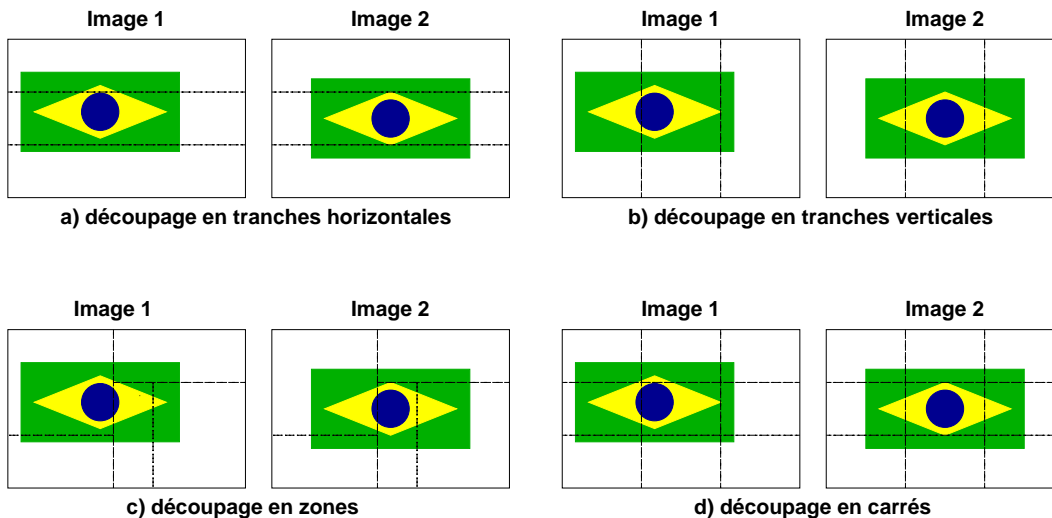 Image 1
Image 2
Image 1
Image 2
a) découpage en tranches horizontales
b) découpage en tranches verticales
Image 1
Image 2
Image 1
Image 2
c) découpage en zones
d) découpage en carrés